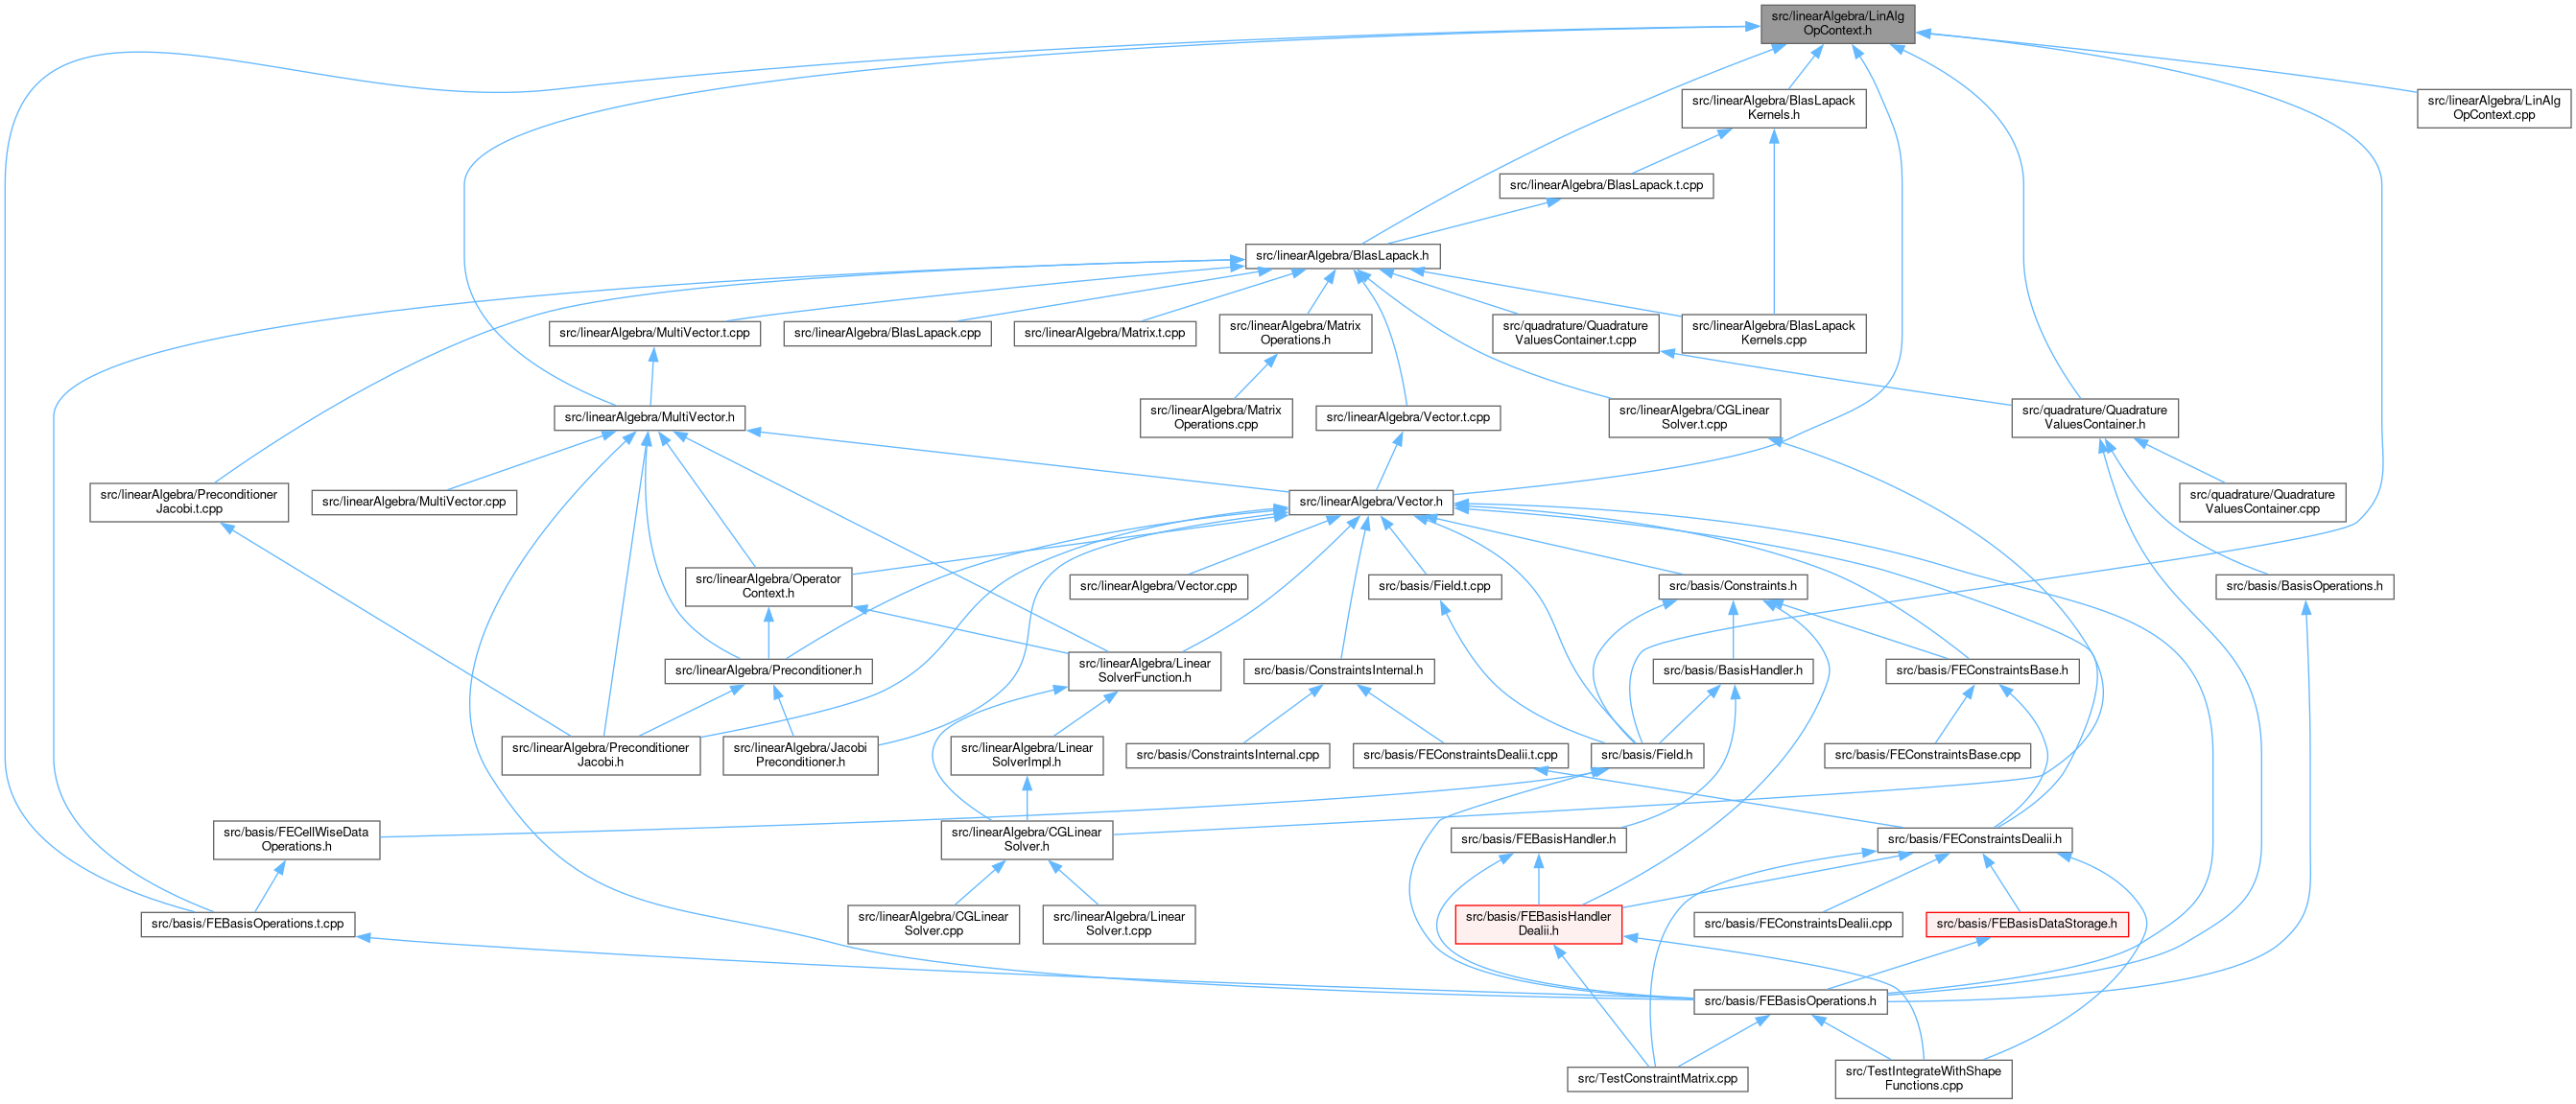 src/linearAlgebra/LinAlg
OpContext.h
src/linearAlgebra/BlasLapack
Kernels.h
src/linearAlgebra/LinAlg
OpContext.cpp
src/linearAlgebra/BlasLapack.t.cpp
src/linearAlgebra/BlasLapack.h
src/linearAlgebra/MultiVector.t.cpp
src/linearAlgebra/BlasLapack.cpp
src/linearAlgebra/Matrix.t.cpp
src/linearAlgebra/Matrix
Operations.h
src/quadrature/Quadrature
ValuesContainer.t.cpp
src/linearAlgebra/BlasLapack
Kernels.cpp
src/linearAlgebra/MultiVector.h
src/linearAlgebra/Matrix
Operations.cpp
src/linearAlgebra/Vector.t.cpp
src/linearAlgebra/CGLinear
Solver.t.cpp
src/quadrature/Quadrature
ValuesContainer.h
src/linearAlgebra/Preconditioner
Jacobi.t.cpp
src/linearAlgebra/MultiVector.cpp
src/linearAlgebra/Vector.h
src/quadrature/Quadrature
ValuesContainer.cpp
src/linearAlgebra/Operator
Context.h
src/linearAlgebra/Vector.cpp
src/basis/Field.t.cpp
src/basis/Constraints.h
src/basis/BasisOperations.h
src/linearAlgebra/Preconditioner.h
src/linearAlgebra/Linear
SolverFunction.h
src/basis/ConstraintsInternal.h
src/basis/BasisHandler.h
src/basis/FEConstraintsBase.h
src/linearAlgebra/Preconditioner
Jacobi.h
src/linearAlgebra/Jacobi
Preconditioner.h
src/linearAlgebra/Linear
SolverImpl.h
src/basis/ConstraintsInternal.cpp
src/basis/FEConstraintsDealii.t.cpp
src/basis/Field.h
src/basis/FEConstraintsBase.cpp
src/basis/FECellWiseData
Operations.h
src/linearAlgebra/CGLinear
Solver.h
src/basis/FEBasisHandler.h
src/basis/FEConstraintsDealii.h
src/basis/FEBasisOperations.t.cpp
src/linearAlgebra/CGLinear
Solver.cpp
src/linearAlgebra/Linear
Solver.t.cpp
src/basis/FEBasisHandler
Dealii.h
src/basis/FEConstraintsDealii.cpp
src/basis/FEBasisDataStorage.h
src/basis/FEBasisOperations.h
src/TestConstraintMatrix.cpp
src/TestIntegrateWithShape
Functions.cpp